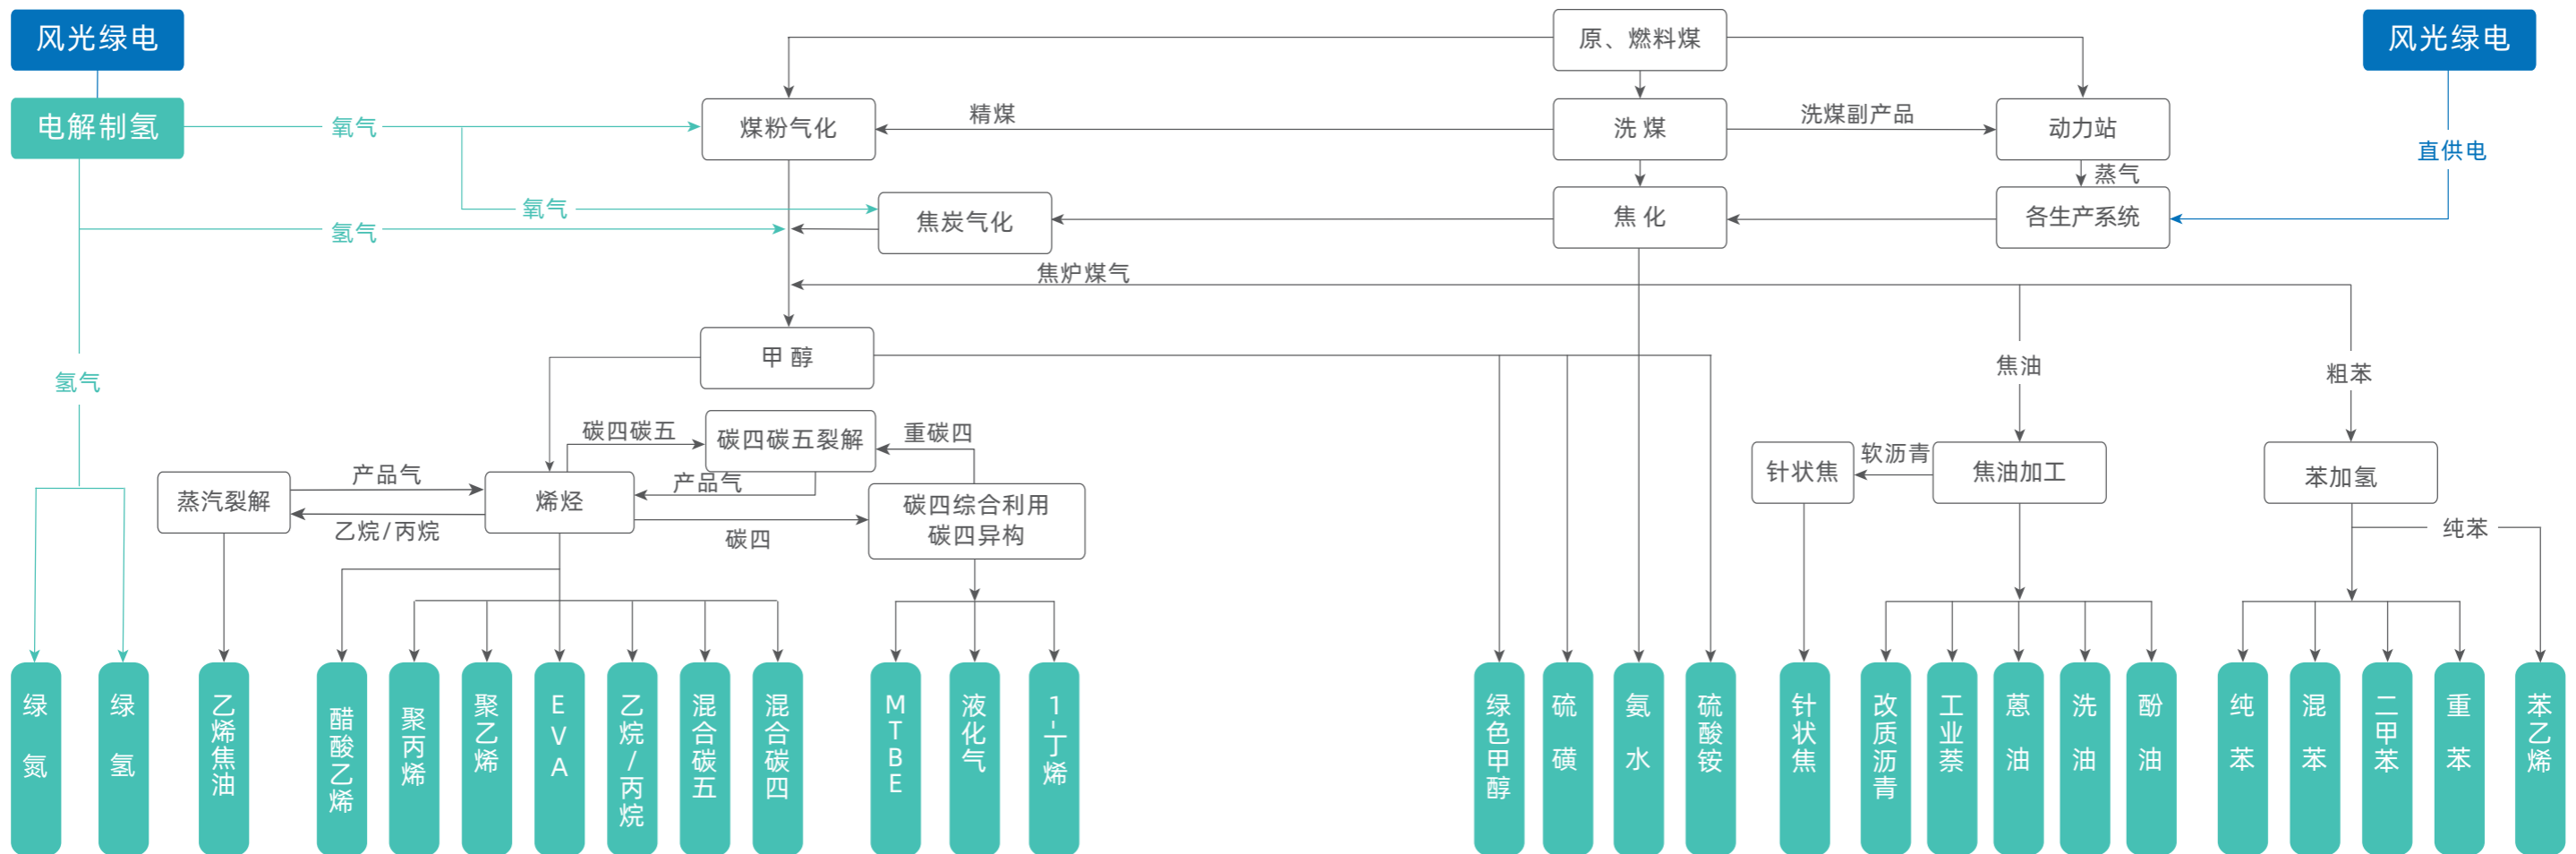 风光绿电
原、燃料煤
风光绿电
电解制氢
氧气
煤粉气化
精煤
洗煤
洗煤副产品
动力站
直供电
蒸气
氧气
焦炭气化
焦化
各生产系统
氢气
焦炉煤气
甲醇
氢气
焦油
粗苯
碳四碳五
碳四碳五裂解
重碳四
产品气
产品气
蒸汽裂解
烯烃
乙烷/丙烷
碳四
碳四综合利用
碳四异构
针状焦
软沥青
焦油加工
苯加氢
纯苯
绿氮
绿氢
乙烯焦油
醋酸乙烯
聚丙烯
聚乙烯
EVA
乙烷/丙烷
混合碳五
混合碳四
MTBE
液化气
1-丁烯
绿色甲醇
硫磺
氨水
硫酸铵
针状焦
改质沥青
工业萘
蒽油
洗油
酚油
纯苯
混苯
二甲苯
重苯
苯乙烯